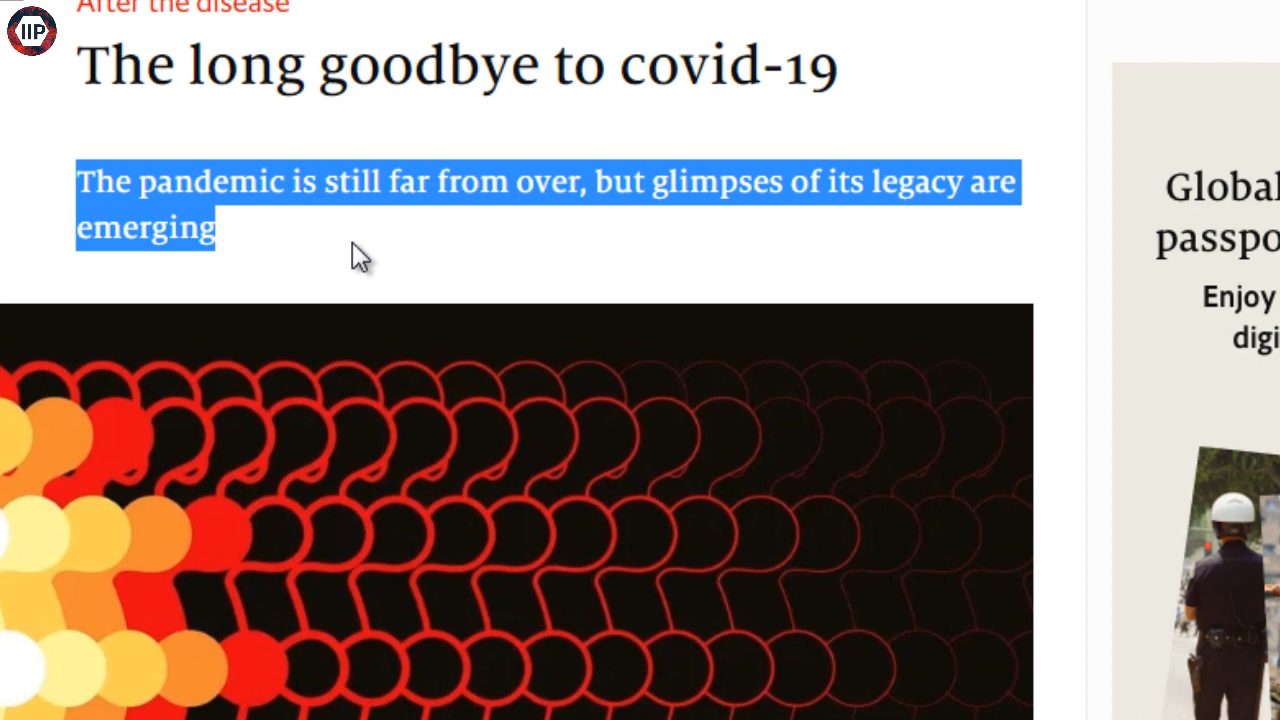 After the disease
IIP
The long goodbye to covid-19
The pandemic is still far from over, but glimpses of its legacy are
emerging
Global
passpo
Enjoy
digi